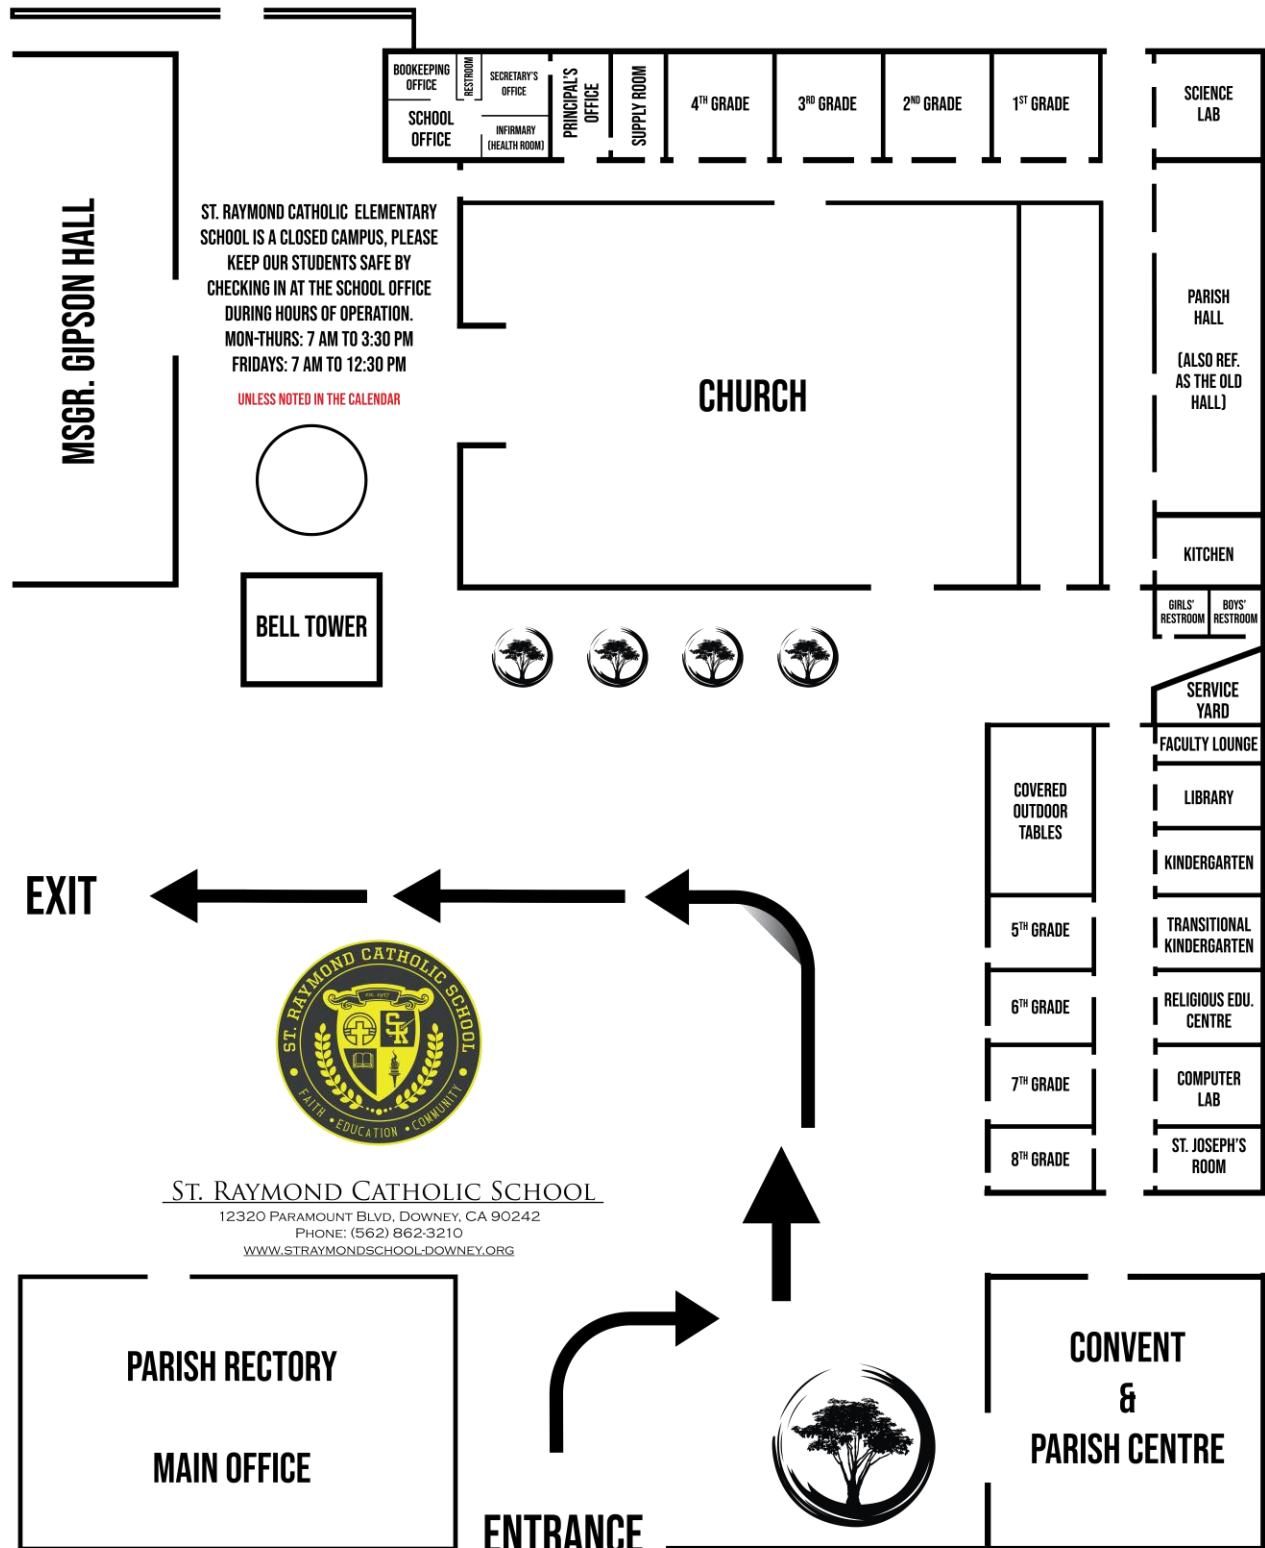 BOOKEEPING
OFFICE
RESTROOM
SECRETARY'S
OFFICE
SCHOOL
OFFICE
INFIRMARY
(HEALTH ROOM)
PRINCIPAL'S
OFFICE
SUPPLY ROOM
4TH GRADE
3RD GRADE
2ND GRADE
1ST GRADE
SCIENCE
LAB
MSGR. GIPSON HALL
ST. RAYMOND CATHOLIC ELEMENTARY
SCHOOL IS A CLOSED CAMPUS, PLEASE
KEEP OUR STUDENTS SAFE BY
CHECKING IN AT THE SCHOOL OFFICE
DURING HOURS OF OPERATION.
MON-THURS: 7 AM TO 3:30 PM
FRIDAYS: 7 AM TO 12:30 PM
UNLESS NOTED IN THE CALENDAR
CHURCH
PARISH
HALL
(ALSO REF.
AS THE OLD
HALL)
KITCHEN
GIRLS'
RESTROOM
BOYS'
RESTROOM
BELL TOWER
SERVICE
YARD
FACULTY LOUNGE
COVERED
OUTDOOR
TABLES
LIBRARY
KINDERGARTEN
EXIT
5TH GRADE
TRANSITIONAL
KINDERGARTEN
6TH GRADE
RELIGIOUS EDU.
CENTRE
7TH GRADE
COMPUTER
LAB
8TH GRADE
ST. JOSEPH'S
ROOM
ST. RAYMOND CATHOLIC SCHOOL
SR
FAITH • EDUCATION • COMMUNITY
ST. RAYMOND CATHOLIC SCHOOL
12320 PARAMOUNT BLVD, DOWNEY, CA 90242
PHONE: (562) 862-3210
WWW.STRAYMONDSCHOOL-DOWNEY.ORG
PARISH RECTORY
MAIN OFFICE
CONVENT
&
PARISH CENTRE
ENTRANCE